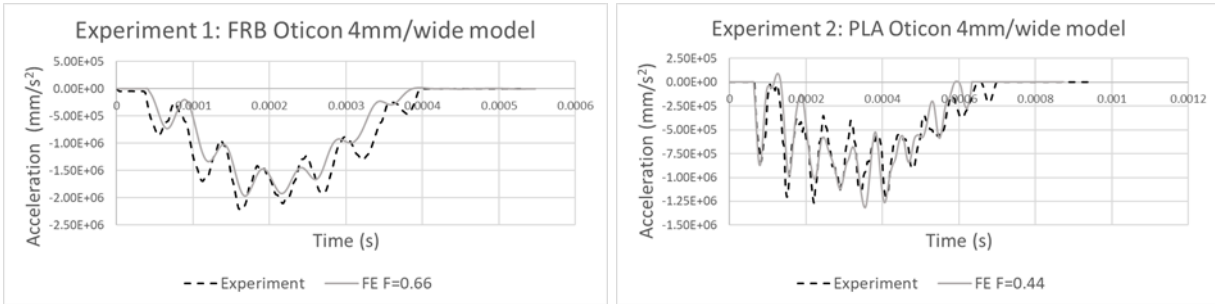 Experiment 1: FRB Oticon 4mm/wide model
5.00E+05
0.00E+00
0 0.0001 0.0002 0.0003 0.0004 0.0005 0.0006
-5.00E+05
-1.00E+06
-1.50E+06
-2.00E+06
-2.50E+06
Acceleration (mm/s²)
Time (s)
Experiment FE F=0.66
Experiment 2: PLA Oticon 4mm/wide model
2.50E+05
0.00E+00
0 0.0002 0.0004 0.0006 0.0008 0.001 0.0012
-2.50E+05
-5.00E+05
-7.50E+05
-1.00E+06
-1.25E+06
-1.50E+06
Acceleration (mm/s²)
Time (s)
Experiment FE F=0.44